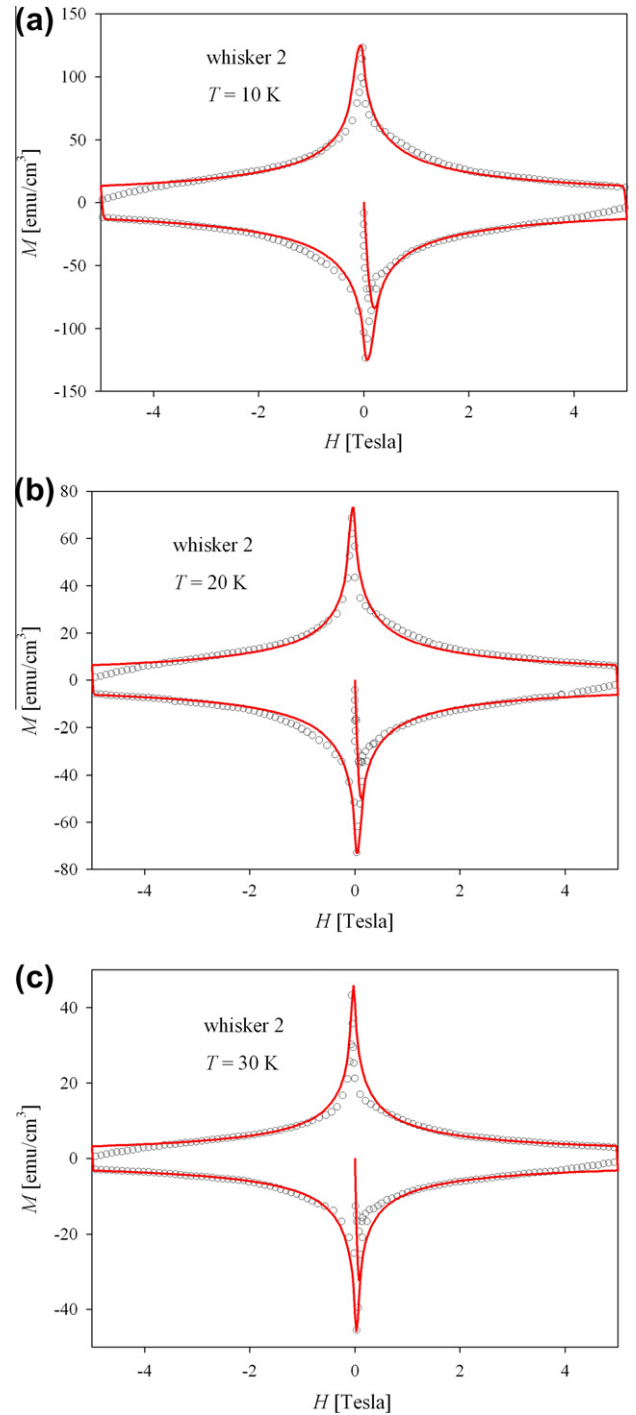 (a)
150
100
50
0
-50
-100
-150
M [emu/cm³]
whisker 2
T = 10 K
-4
-2
0
2
4
H [Tesla]
(b)
80
60
40
20
0
-20
-40
-60
-80
M [emu/cm³]
whisker 2
T = 20 K
-4
-2
0
2
4
H [Tesla]
(c)
40
20
0
-20
-40
M [emu/cm³]
whisker 2
T = 30 K
-4
-2
0
2
4
H [Tesla]